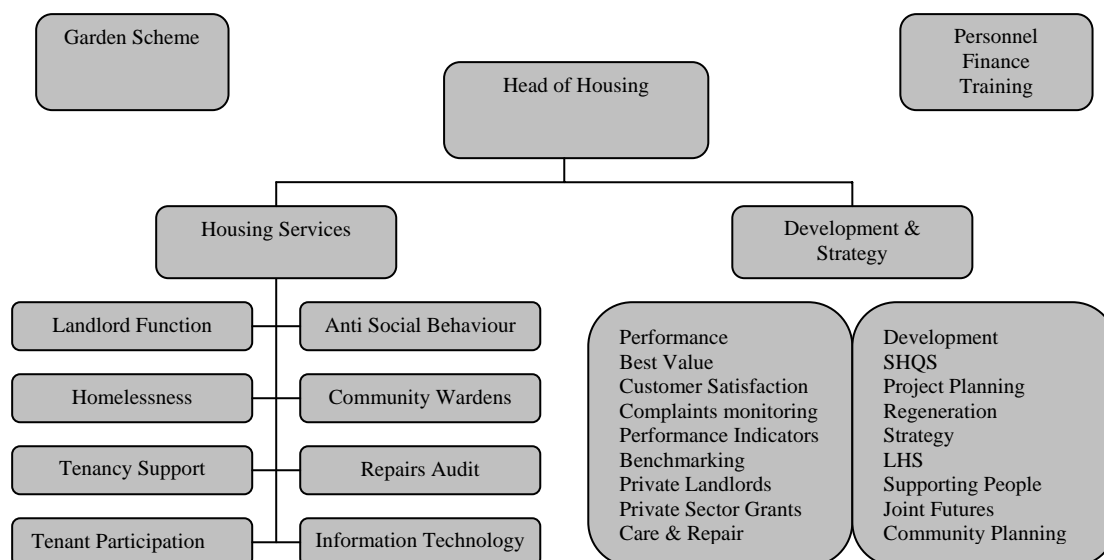 Garden Scheme
Personnel
Finance
Training
Head of Housing
Housing Services
Development &
Strategy
Landlord Function
Anti Social Behaviour
Homelessness
Community Wardens
Tenancy Support
Repairs Audit
Tenant Participation
Information Technology
Performance
Best Value
Customer Satisfaction
Complaints monitoring
Performance Indicators
Benchmarking
Private Landlords
Private Sector Grants
Care & Repair
Development
SHQS
Project Planning
Regeneration
Strategy
LHS
Supporting People
Joint Futures
Community Planning